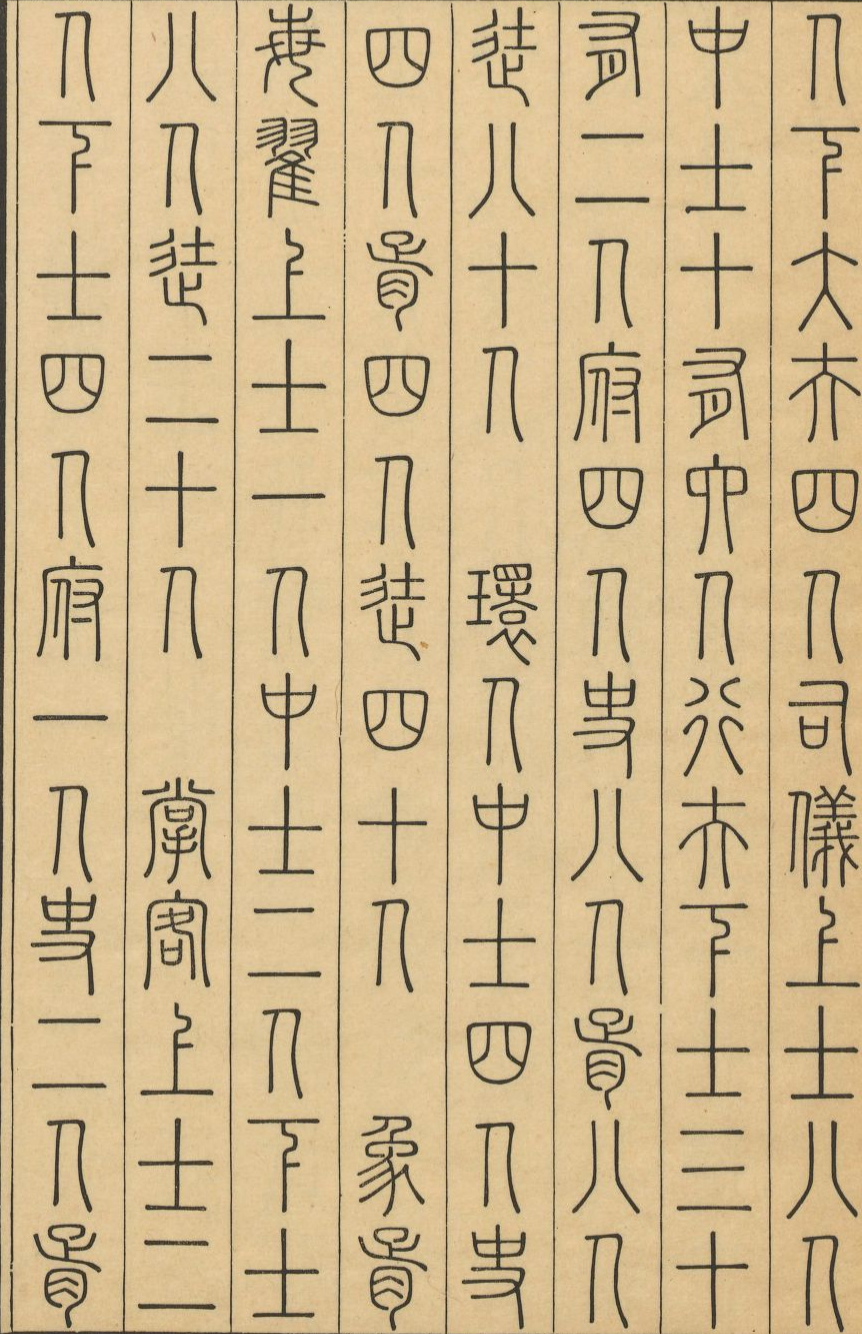 人下大夫四人司儀上士八人
中士十有六人行夫下士三十
有二人府四人史八人胥八人
徒八十人 環人中士四人史
四人胥四人徒四十人 象胥
每翟上士一人中士二人下士
八人徒二十人 掌客上士二
人下士四人府一人史二人胥